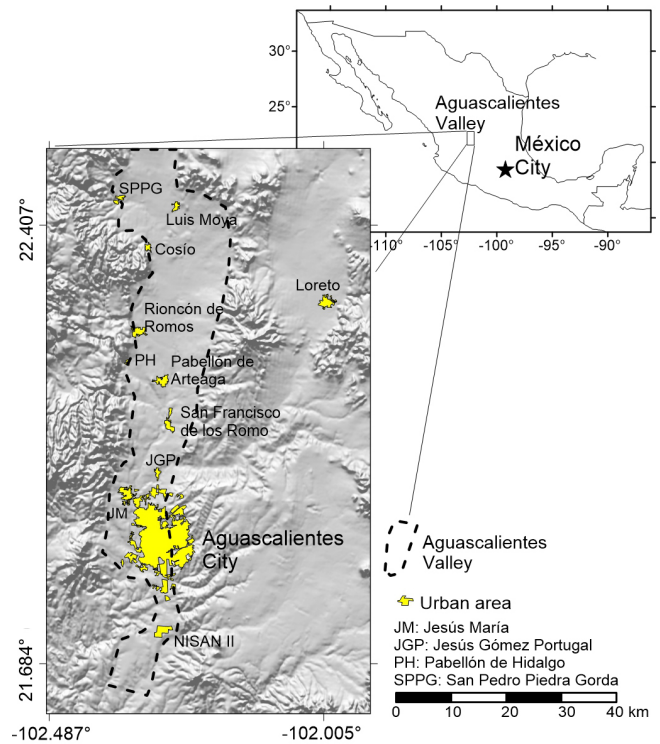 30°
25°
Aguascalientes
Valley
México
City
-110°
-105°
-100°
-95°
-90°
SPPG
Luis Moya
22.407°
Cosío
Loreto
Rioncón de
Romos
PH
Pabellón de
Arteaga
San Francisco
de los Romo
JGP
JM
Aguascalientes
City
NISAN II
21.684°
-102.487°
-102.005°
Aguascalientes
Valley
Urban area
JM: Jesús María
JGP: Jesús Gómez Portugal
PH: Pabellón de Hidalgo
SPPG: San Pedro Piedra Gorda
0 10 20 30 40 km